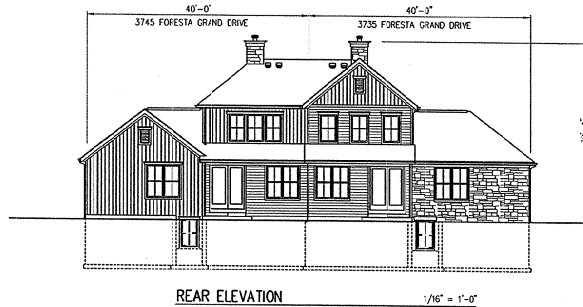 40'-0" 40'-0"
3745 FORESTA GRAND DRIVE 3735 FORESTA GRAND DRIVE
REAR ELEVATION 1/16" = 1'-0"